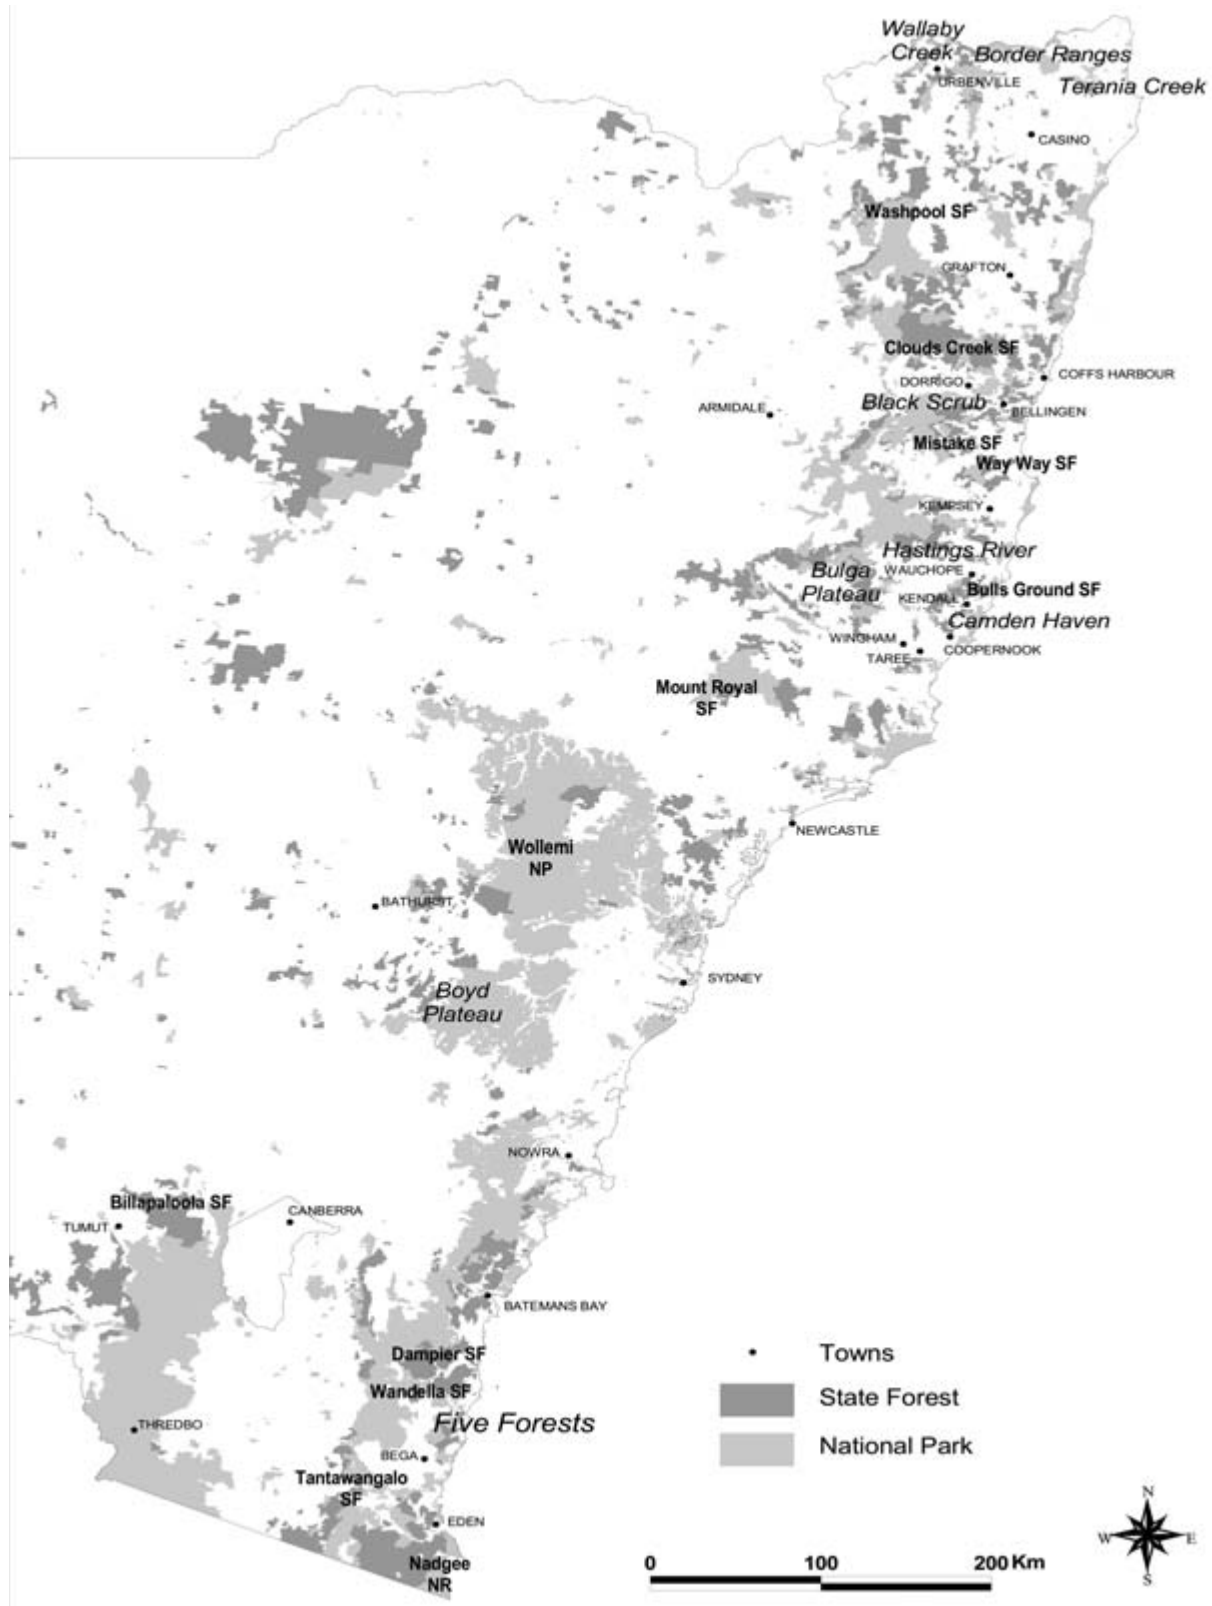 Wallaby
Creek
Border Ranges
URBENVILLE
Terania Creek
CASINO
Washpool SF
GRAFTON
Clouds Creek SF
COFFS HARBOUR
DORRIGO
Black Scrub
ARMIDALE
BELLINGEN
Mistake SF
Way Way SF
KEMPSEY
Hastings River
Bulga
Plateau
WAUCHOPE
KENDALL
Bulls Ground SF
Camden Haven
WINGHAM
COOPERNOOK
TAREE
Mount Royal
SF
NEWCASTLE
Wollemi
NP
BATHURST
SYDNEY
Boyd
Plateau
NOWRA
Billapaloola SF
CANBERRA
TUMUT
BATEMANS BAY
Dampier SF
Towns
Wandella SF
State Forest
Five Forests
THREDBO
National Park
BEGA
Tantawangalo
SF
EDEN
Nadgee
NR
0 100 200 Km
N
W E
S